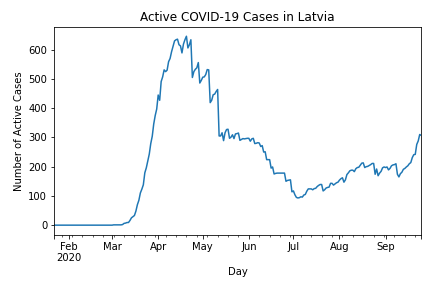 Active COVID-19 Cases in Latvia
Number of Active Cases
600
500
400
300
200
100
0
Feb Mar Apr May Jun Jul Aug Sep
2020
Day